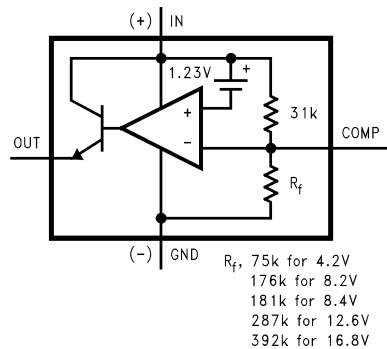 (+) IN
1.23V
+
31k
COMP
+
−
OUT
Rf
(−) GND
Rf, 75k for 4.2V
176k for 8.2V
181k for 8.4V
287k for 12.6V
392k for 16.8V